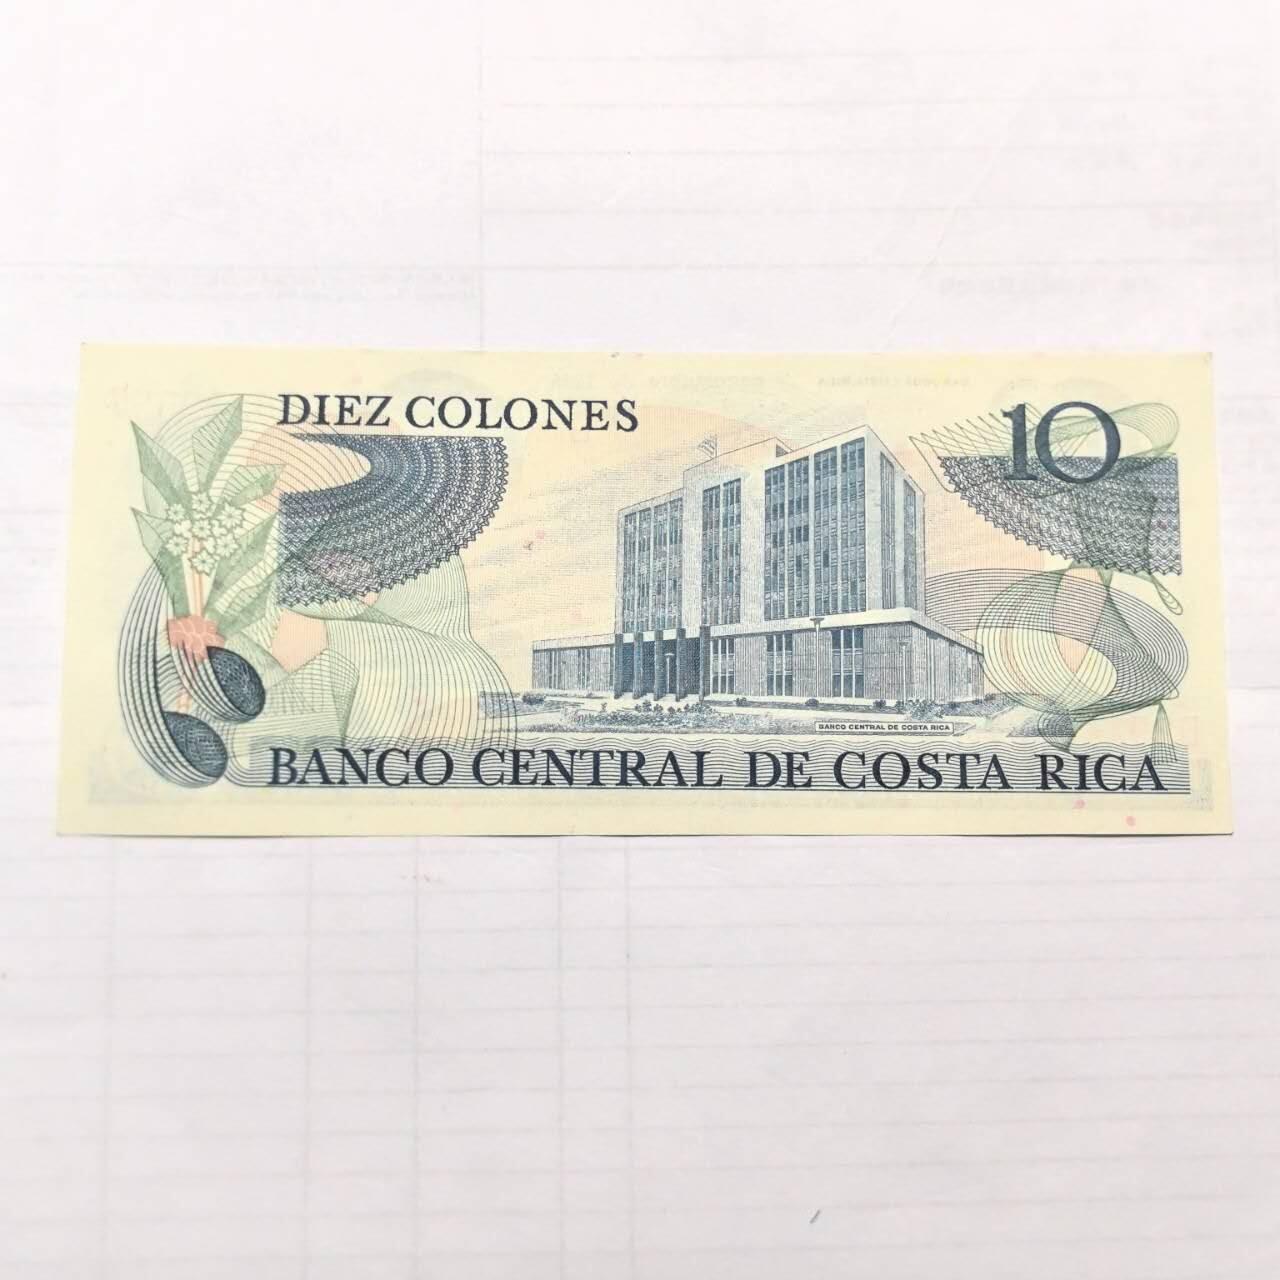 DIEZ COLONES
10
BANCO CENTRAL DE COSTA RICA
BANCO CENTRAL DE COSTA RICA